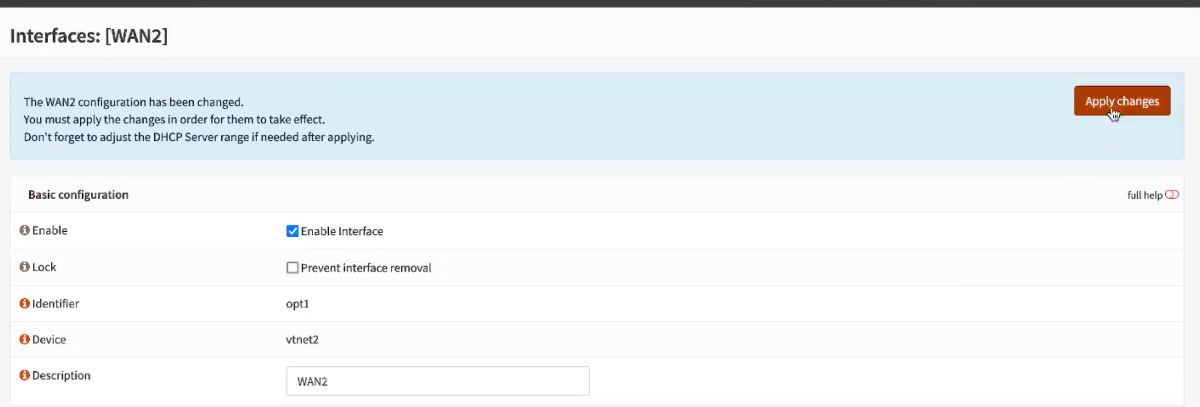 Interfaces: [WAN2]
The WAN2 configuration has been changed.
You must apply the changes in order for them to take effect.
Don't forget to adjust the DHCP Server range if needed after applying.
Apply changes
Basic configuration
full help
Enable
Enable Interface
Lock
Prevent interface removal
Identifier
opt1
Device
vtnet2
Description
WAN2